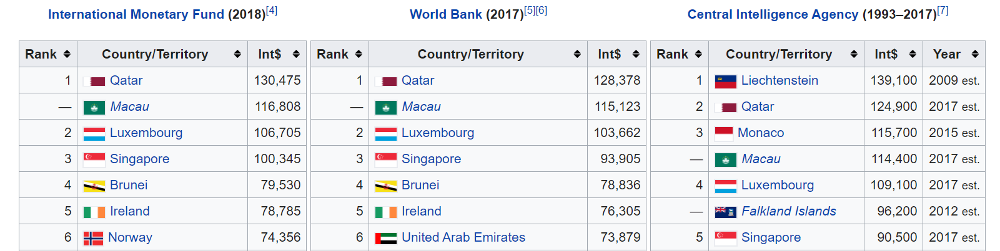 International Monetary Fund (2018)[4]
Rank Country/Territory Int$
1 Qatar 130,475
— Macau 116,808
2 Luxembourg 106,705
3 Singapore 100,345
4 Brunei 79,530
5 Ireland 78,785
6 Norway 74,356
World Bank (2017)[5][6]
Rank Country/Territory Int$
1 Qatar 128,378
— Macau 115,123
2 Luxembourg 103,662
3 Singapore 93,905
4 Brunei 78,836
5 Ireland 76,305
6 United Arab Emirates 73,879
Central Intelligence Agency (1993–2017)[7]
Rank Country/Territory Int$ Year
1 Liechtenstein 139,100 2009 est.
2 Qatar 124,900 2017 est.
3 Monaco 115,700 2015 est.
— Macau 114,400 2017 est.
4 Luxembourg 109,100 2017 est.
— Falkland Islands 96,200 2012 est.
5 Singapore 90,500 2017 est.